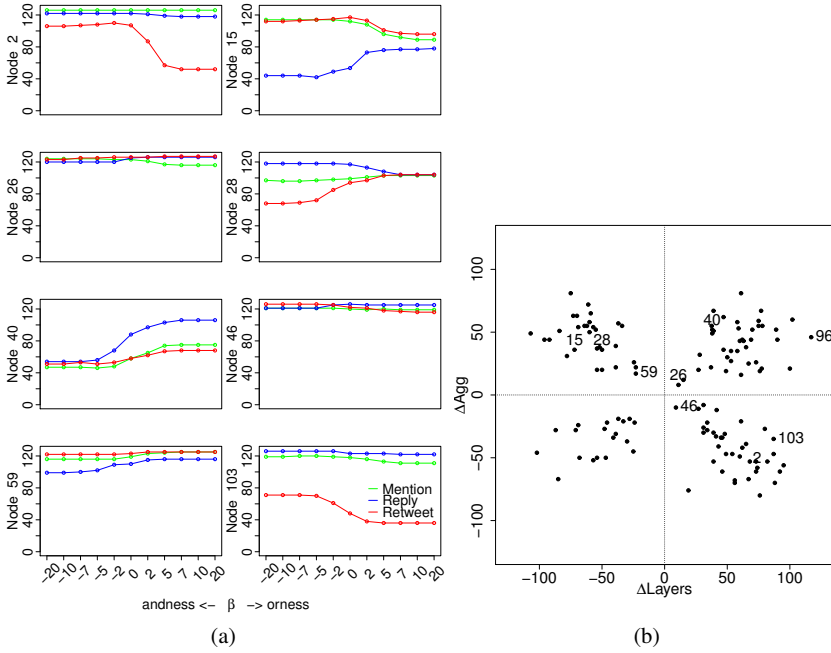 Node 2
0 40 80 120
Node 15
0 40 80 120
Node 26
0 40 80 120
Node 28
0 40 80 120
Node 40
0 40 80 120
Node 46
0 40 80 120
Node 59
0 40 80 120
Node 103
0 40 80 120
Mention
Reply
Retweet
−20 −10 −7 −5 −2 0 2 5 7 10 20
−20 −10 −7 −5 −2 0 2 5 7 10 20
andness <− β −> orness
(a)
ΔAgg
100
50
0
−50
−100
40
96
15 28
59
26
46
103
2
−100 −50 0 50 100
ΔLayers
(b)